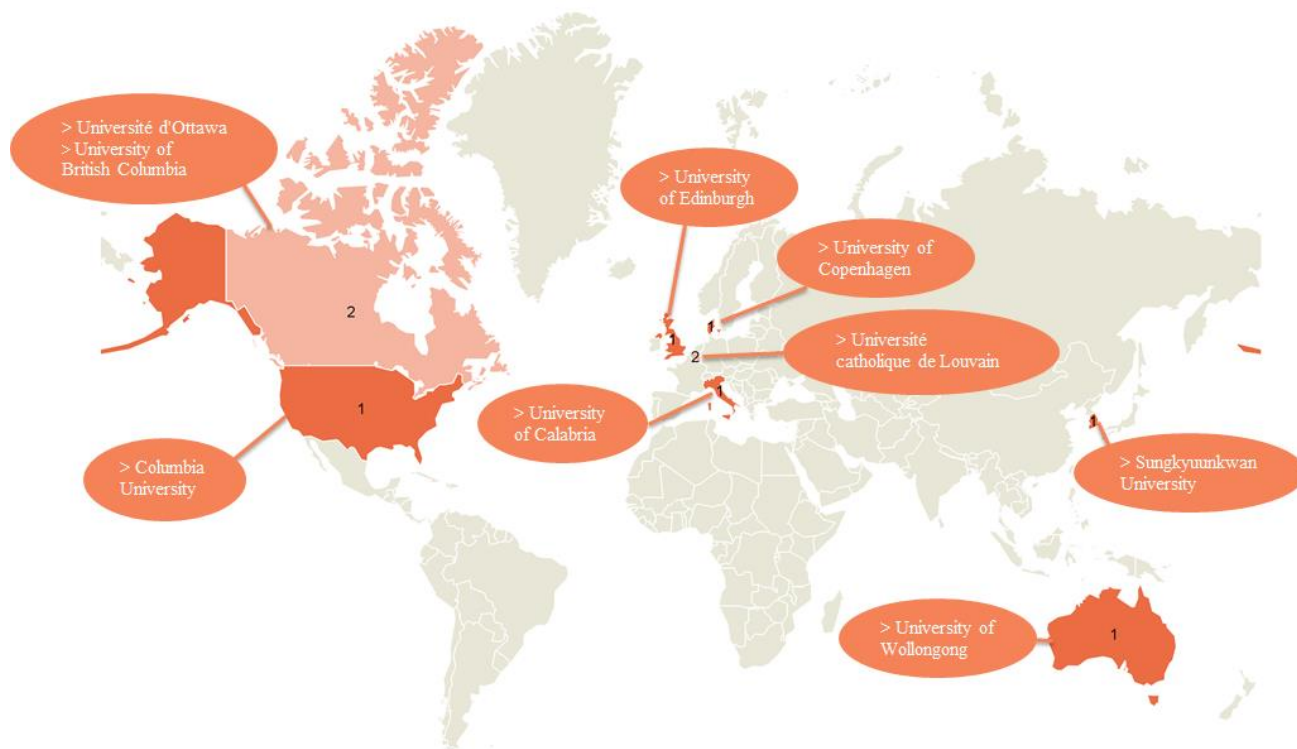 > Université d'Ottawa
> University of
British Columbia
> University
of Edinburgh
> University of
Copenhagen
2
1
1
2
> Université
catholique de Louvain
1
> University
of Calabria
1
1
> Columbia
University
> Sungkyuunkwan
University
> University of
Wollongong
1